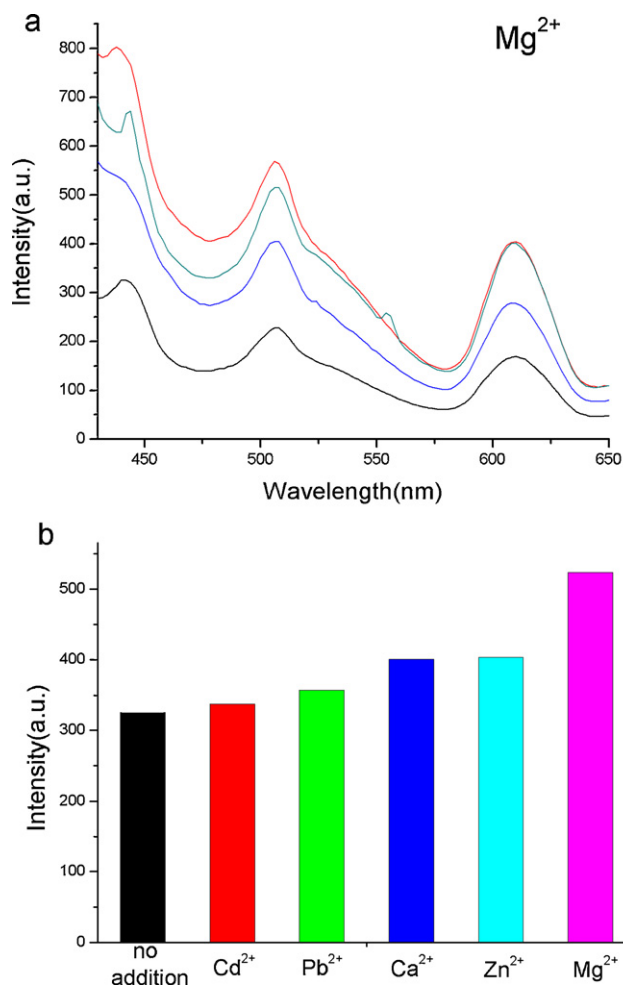 a
Mg²⁺
800
700
600
500
400
300
200
100
0
Intensity(a.u.)
450 500 550 600 650
Wavelength(nm)
b
500
400
300
200
100
0
Intensity(a.u.)
no addition Cd²⁺ Pb²⁺ Ca²⁺ Zn²⁺ Mg²⁺